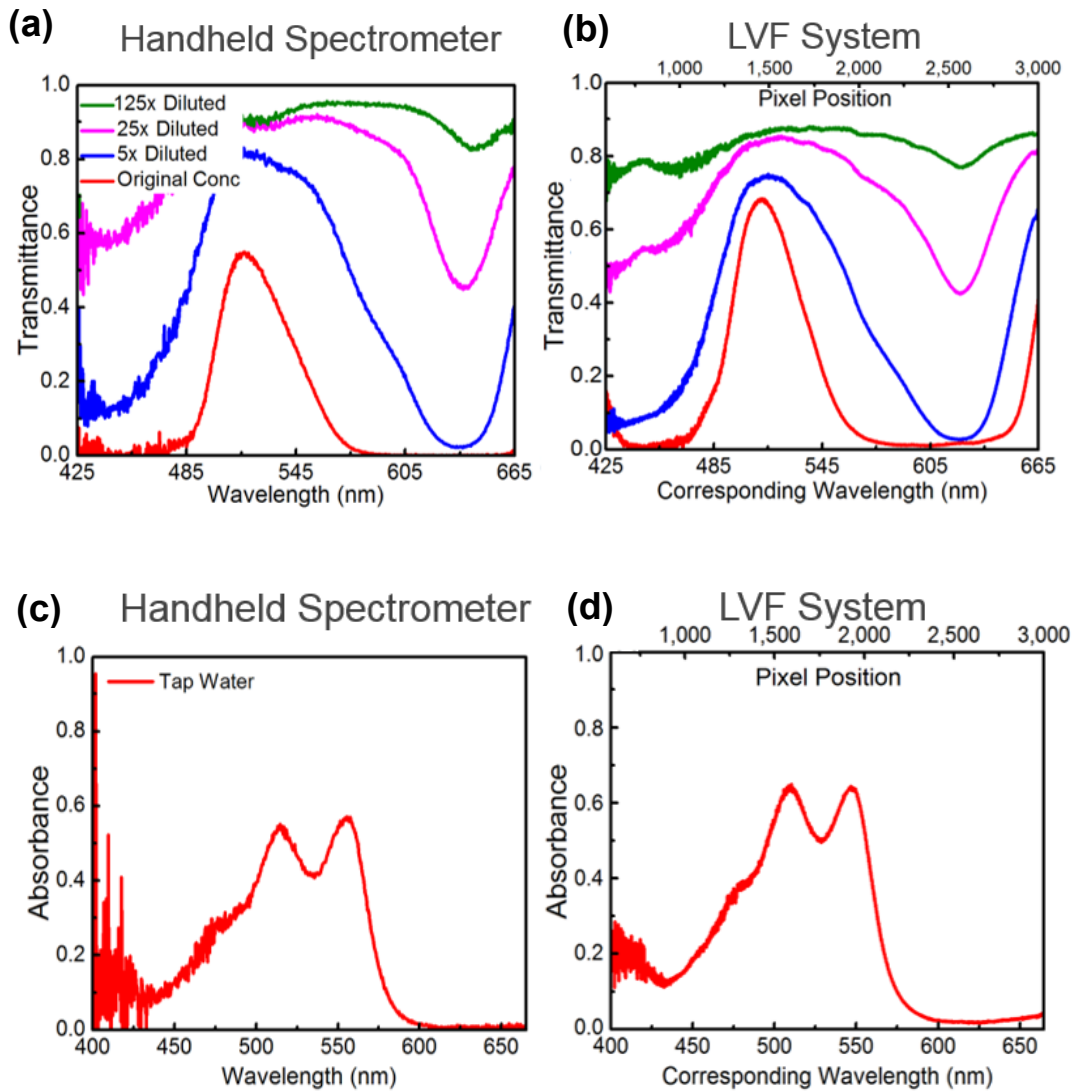 (a) Handheld Spectrometer
1.0
0.8
0.6
0.4
0.2
0.0
Transmittance
125x Diluted
25x Diluted
5x Diluted
Original Conc
425 485 545 605 665
Wavelength (nm)
(b) LVF System
1,000 1,500 2,000 2,500 3,000
Pixel Position
1.0
0.8
0.6
0.4
0.2
0.0
Transmittance
425 485 545 605 665
Corresponding Wavelength (nm)
(c) Handheld Spectrometer
1.0
0.8
0.6
0.4
0.2
0.0
Absorbance
Tap Water
400 450 500 550 600 650
Wavelength (nm)
(d) LVF System
1,000 1,500 2,000 2,500 3,000
Pixel Position
1.0
0.8
0.6
0.4
0.2
0.0
Absorbance
400 450 500 550 600 650
Corresponding Wavelength (nm)